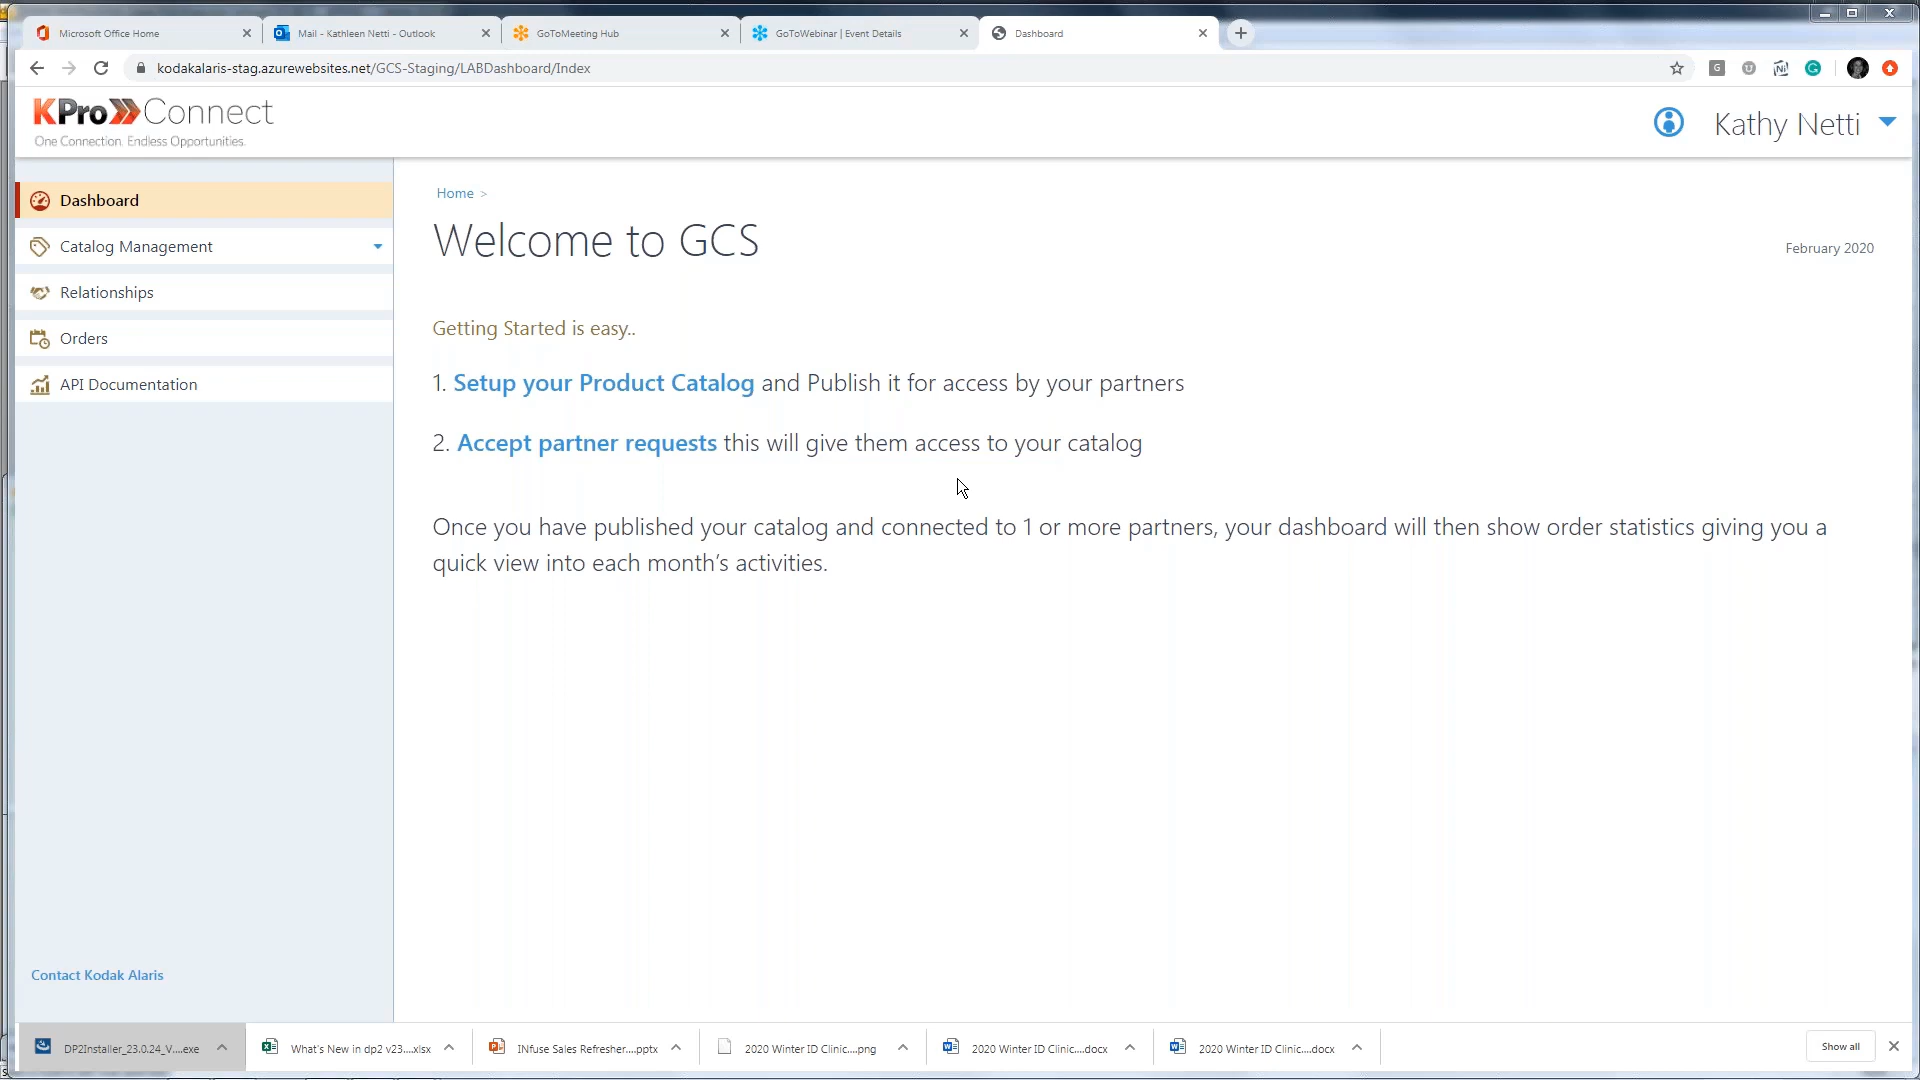 Microsoft Office Home
Mail - Kathleen Netti - Outlook
GoToMeeting Hub
GoToWebinar | Event Details
Dashboard
kodakalaris-stag.azurewebsites.net/GCS-Staging/LABDashboard/Index
KPro Connect
One Connection. Endless Opportunities.
Kathy Netti
Dashboard
Catalog Management
Relationships
Orders
API Documentation
Contact Kodak Alaris
Home >
Welcome to GCS
February 2020
Getting Started is easy..
1. Setup your Product Catalog and Publish it for access by your partners
2. Accept partner requests this will give them access to your catalog
Once you have published your catalog and connected to 1 or more partners, your dashboard will then show order statistics giving you a
quick view into each month’s activities.
DP2Installer_23.0.24_V....exe
What's New in dp2 v23....xlsx
INfuse Sales Refresher....pptx
2020 Winter ID Clinic....png
2020 Winter ID Clinic....docx
2020 Winter ID Clinic....docx
Show all